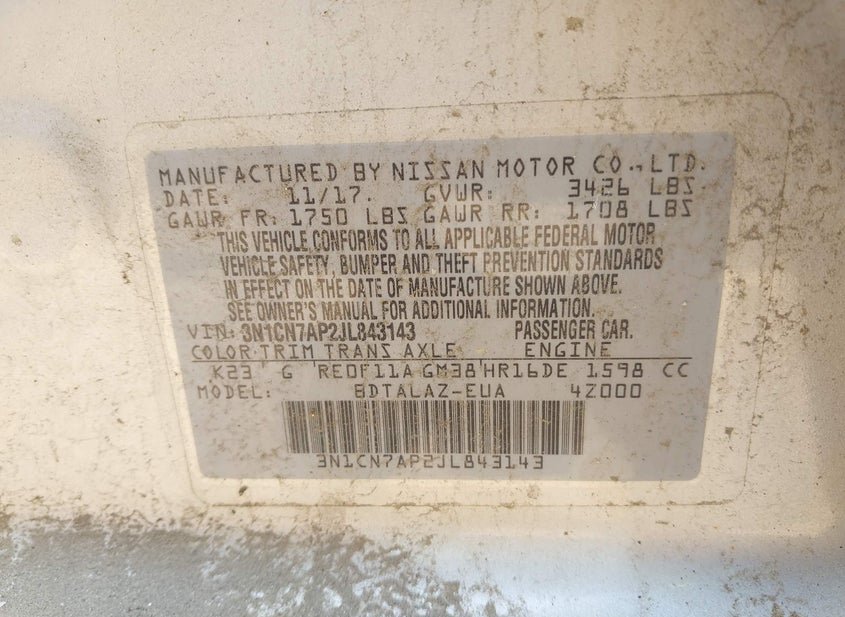 MANUFACTURED BY NISSAN MOTOR CO., LTD.
DATE: 11/17. GVWR: 3426 LBS
GAWR FR: 1750 LBS GAWR RR: 1708 LBS
THIS VEHICLE CONFORMS TO ALL APPLICABLE FEDERAL MOTOR
VEHICLE SAFETY, BUMPER AND THEFT PREVENTION STANDARDS
IN EFFECT ON THE DATE OF MANUFACTURE SHOWN ABOVE.
SEE OWNER'S MANUAL FOR ADDITIONAL INFORMATION.
VIN: 3N1CN7AP2JL843143 PASSENGER CAR.
COLOR TRIM TRANS AXLE ENGINE
K23 G RE0F11A GM38 HR16DE 1598 CC
MODEL: BDTALAZ-EUA 4Z000
3N1CN7AP2JL843143